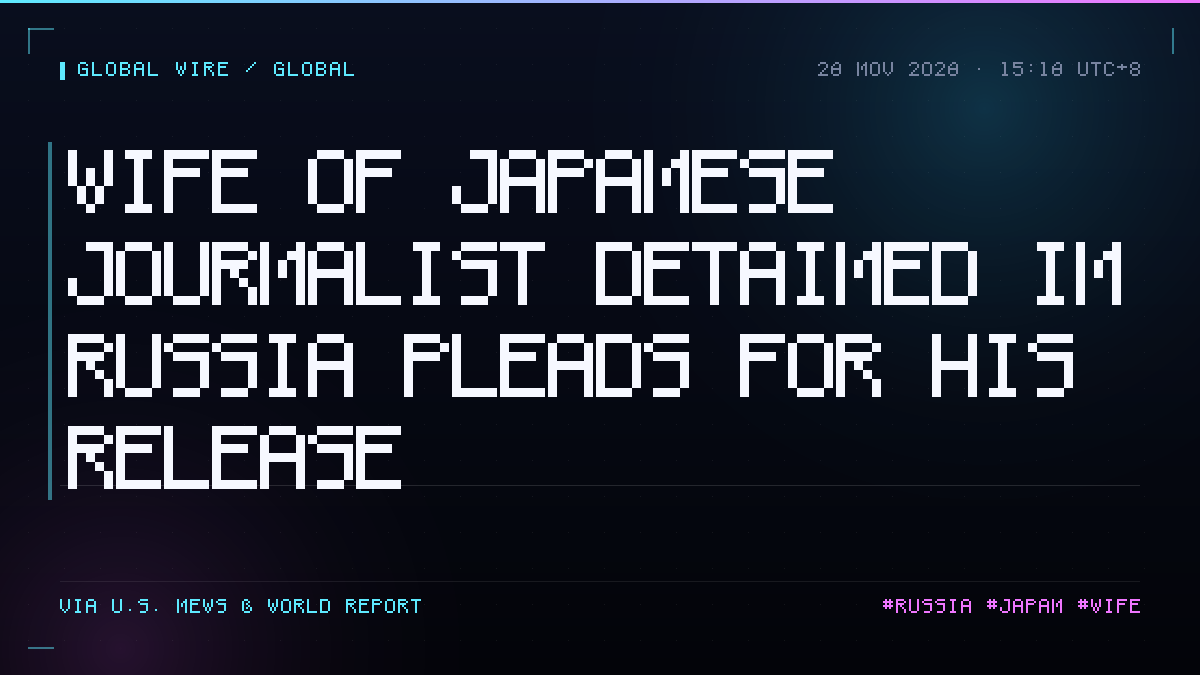 GLOBAL WIRE / GLOBAL
20 NOV 2020 · 15:10 UTC+8
WIFE OF JAPANESE
JOURNALIST DETAINED IN
RUSSIA PLEADS FOR HIS
RELEASE
VIA U.S. NEWS & WORLD REPORT
#RUSSIA #JAPAN #WIFE